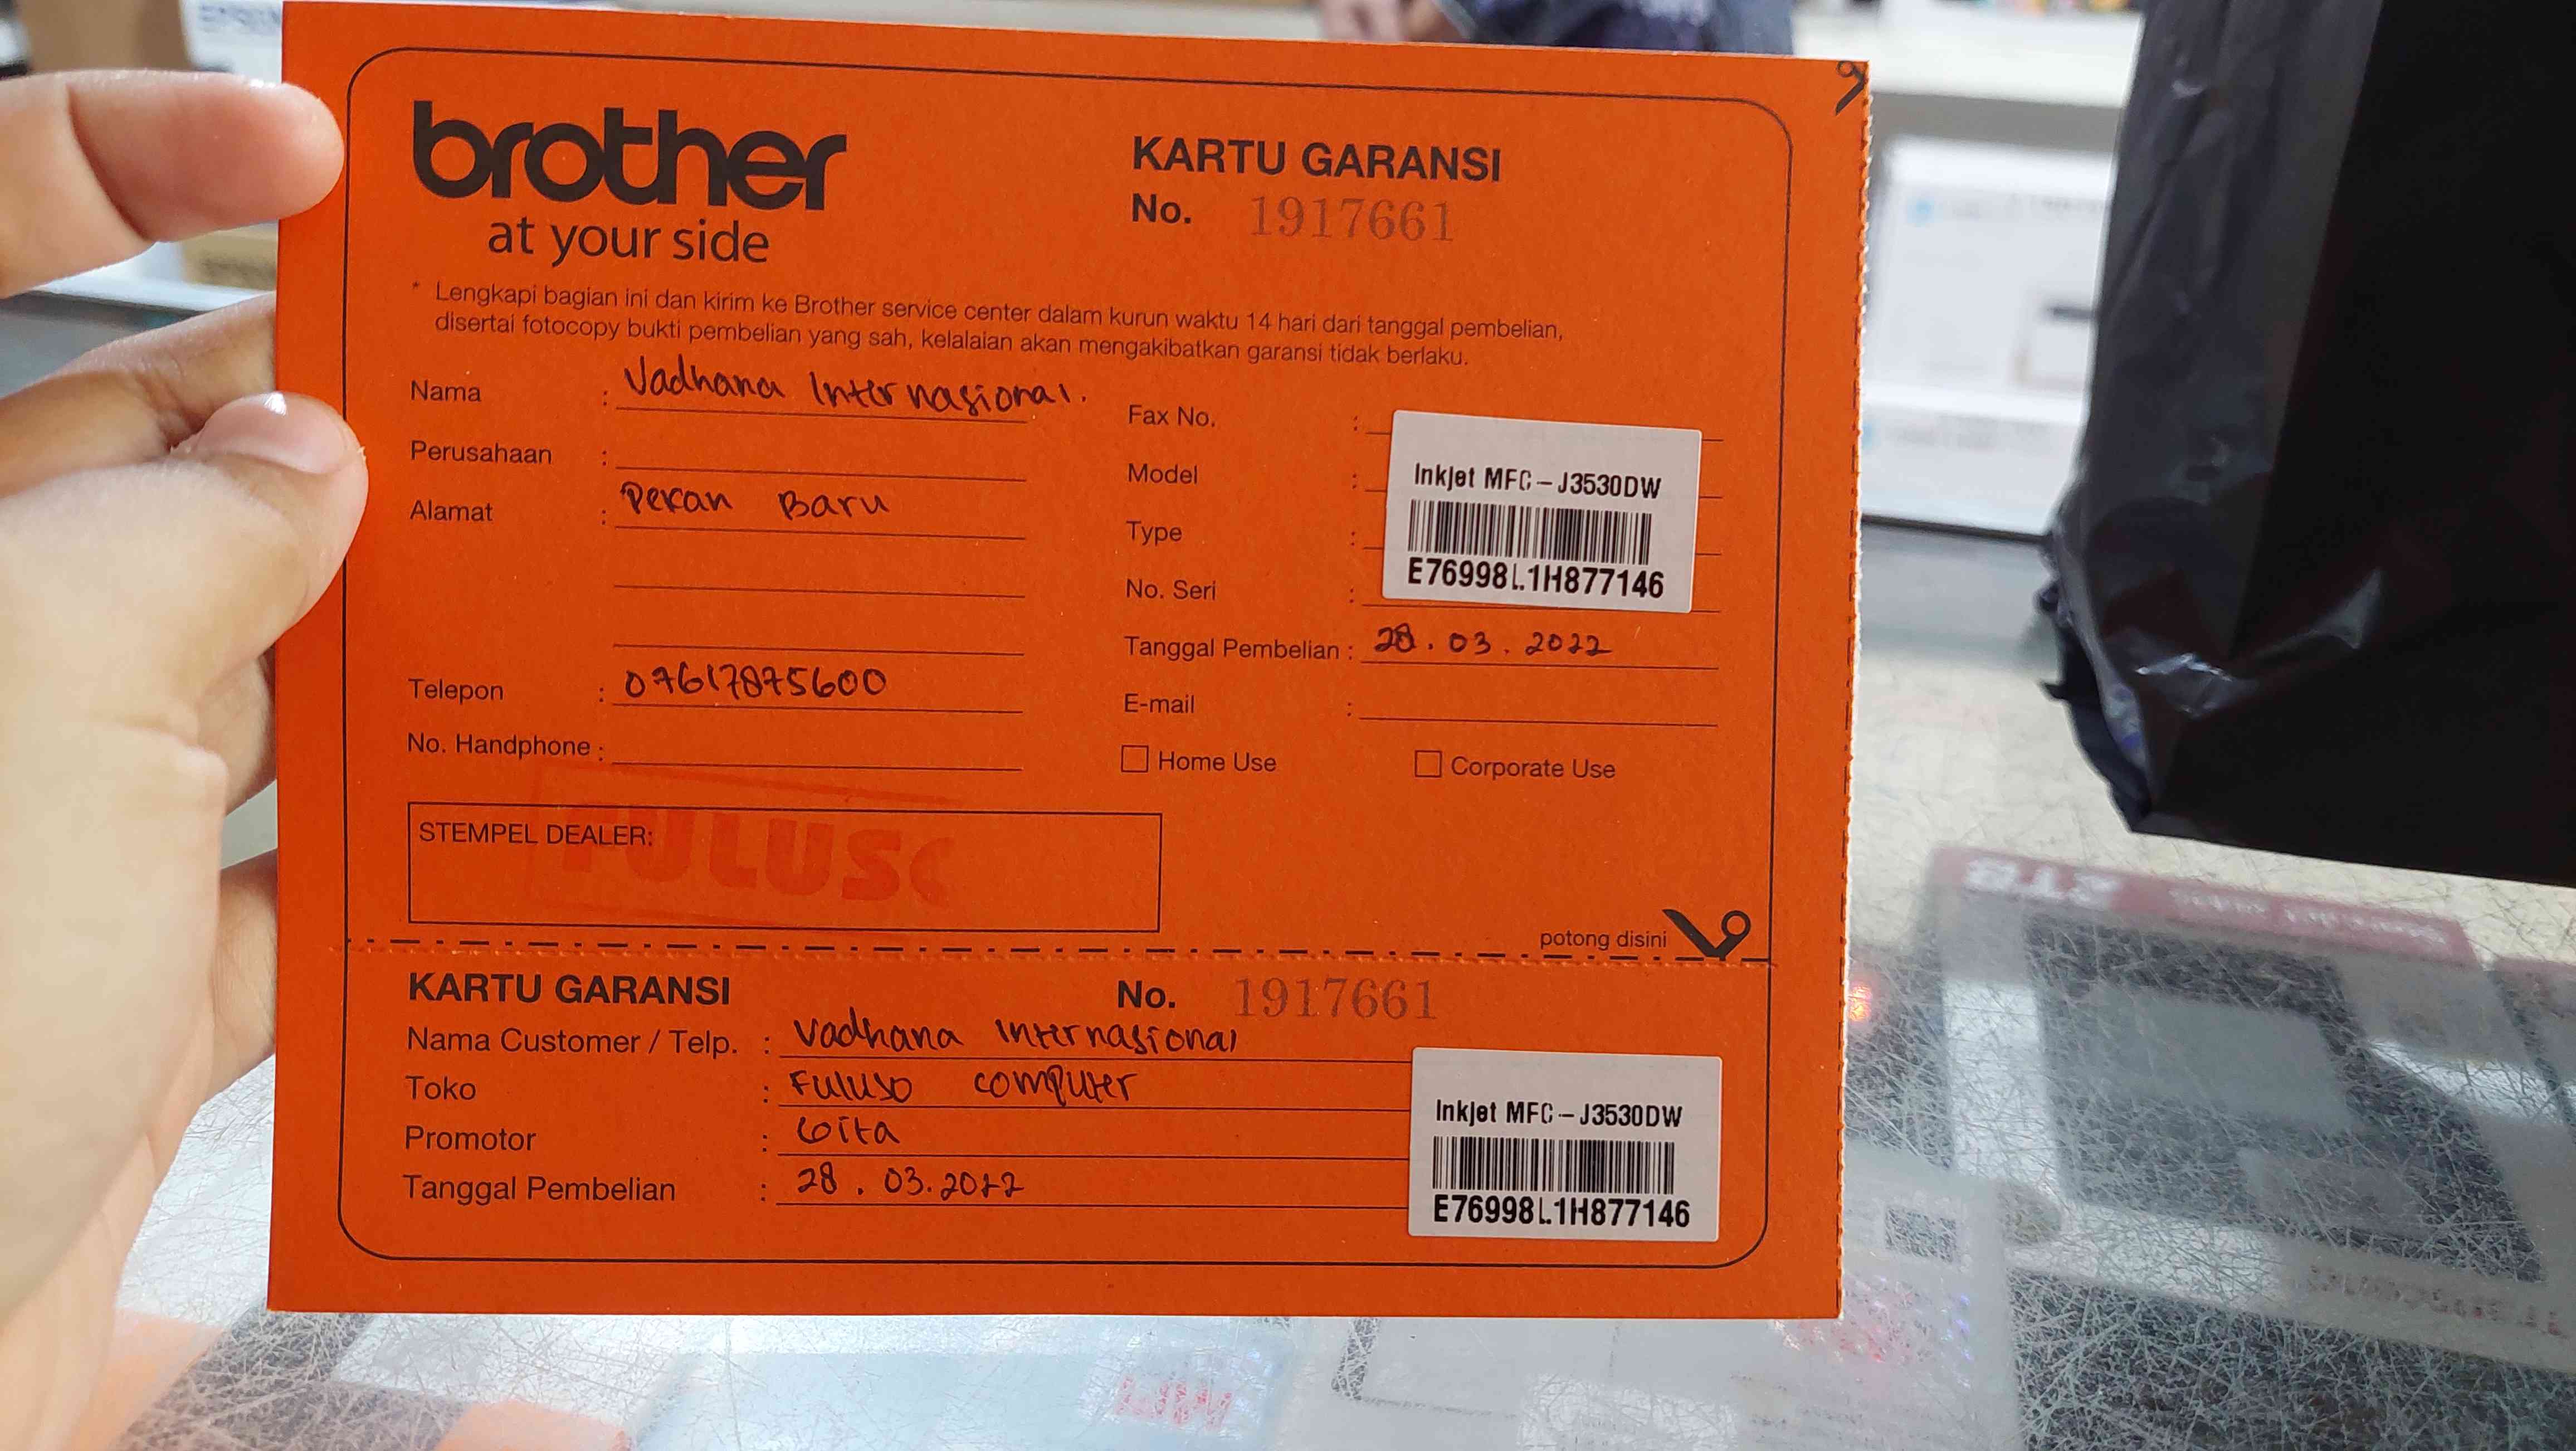 brother
at your side
KARTU GARANSI
No. 1917661
* Lengkapi bagian ini dan kirim ke Brother service center dalam kurun waktu 14 hari dari tanggal pembelian,
disertai fotocopy bukti pembelian yang sah, kelalaian akan mengakibatkan garansi tidak berlaku.
Nama : Vadhana Internasional.
Perusahaan :
Alamat : Pekan Baru
Telepon : 07617875600
No. Handphone :
Fax No. :
Model :
Type :
No. Seri :
Inkjet MFC-J3530DW
E76998L1H877146
Tanggal Pembelian : 28.03.2022
E-mail :
Home Use
Corporate Use
STEMPEL DEALER:
FULUSO
potong disini
KARTU GARANSI
No. 1917661
Nama Customer / Telp. : Vadhana Internasional
Toko : Fuluso Computer
Promotor : Gita
Tanggal Pembelian : 28.03.2022
Inkjet MFC-J3530DW
E76998L1H877146